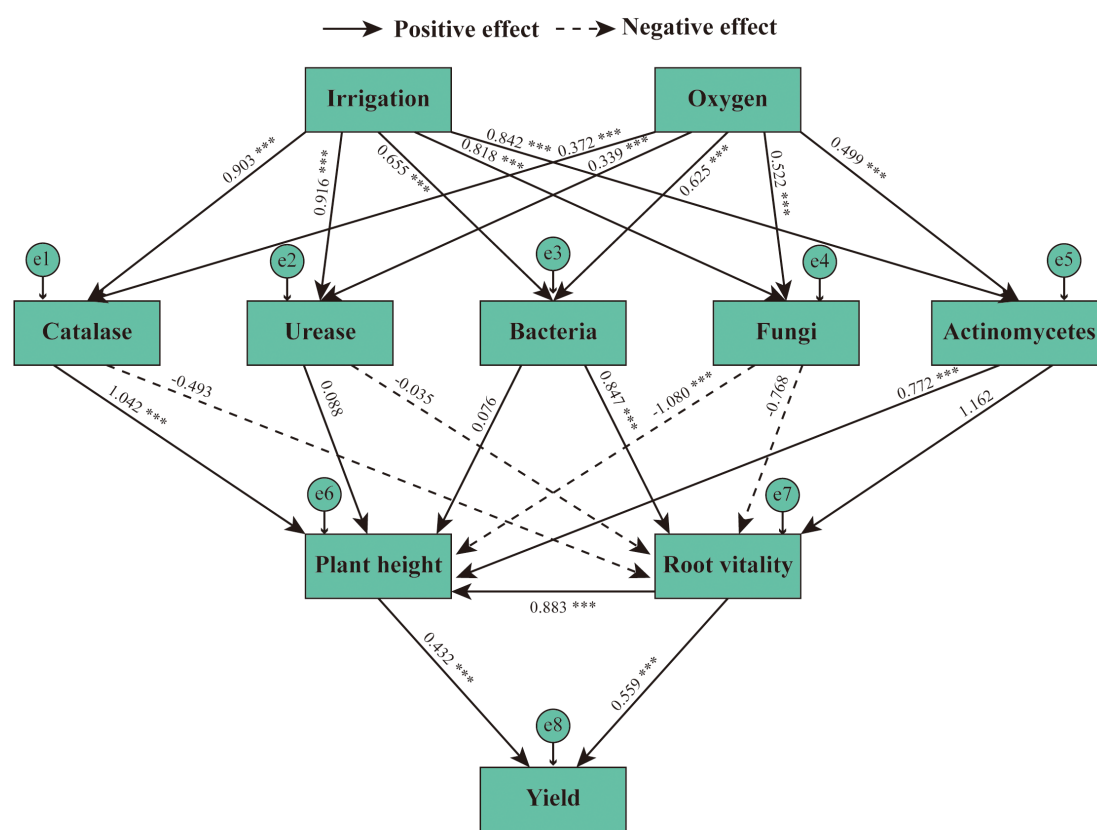 Positive effect
Negative effect
Irrigation
Oxygen
0.903 ***
0.916 ***
0.655 ***
0.818 ***
0.842 ***
0.372 ***
0.339 ***
0.625 ***
0.522 ***
0.499 ***
e1
e2
e3
e4
e5
Catalase
Urease
Bacteria
Fungi
Actinomycetes
1.042 ***
-0.493
0.088
-0.035
0.076
0.847 ***
-1.080 ***
-0.768
0.772 ***
1.162
e6
e7
Plant height
Root vitality
0.883 ***
0.432 ***
0.559 ***
e8
Yield